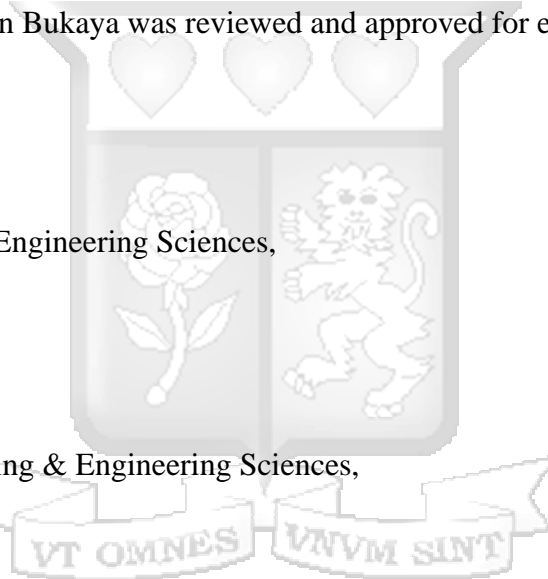 n Bukaya was reviewed and approved for e
Engineering Sciences,
ing & Engineering Sciences,
VT OMNES VNVM SINT